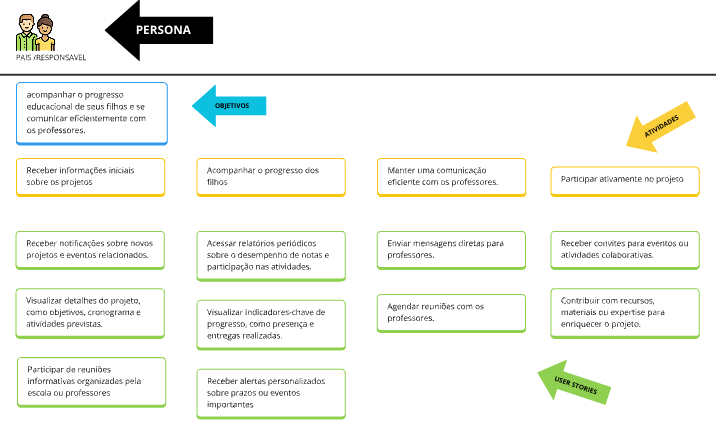 PERSONA
PAIS /RESPONSAVEL
acompanhar o progresso
educacional de seus filhos e se
comunicar eficientemente com
os professores.
OBJETIVOS
ATIVIDADES
Receber informações iniciais
sobre os projetos
Acompanhar o progresso dos
filhos
Manter uma comunicação
eficiente com os professores.
Participar ativamente no projeto
Receber notificações sobre novos
projetos e eventos relacionados.
Acessar relatórios periódicos
sobre o desempenho de notas e
participação nas atividades.
Enviar mensagens diretas para
professores.
Receber convites para eventos ou
atividades colaborativas.
Visualizar detalhes do projeto,
como objetivos, cronograma e
atividades previstas.
Visualizar indicadores-chave de
progresso, como presença e
entregas realizadas.
Agendar reuniões com os
professores.
Contribuir com recursos,
materiais ou expertise para
enriquecer o projeto.
Participar de reuniões
informativas organizadas pela
escola ou professores
Receber alertas personalizados
sobre prazos ou eventos
importantes
USER STORIES